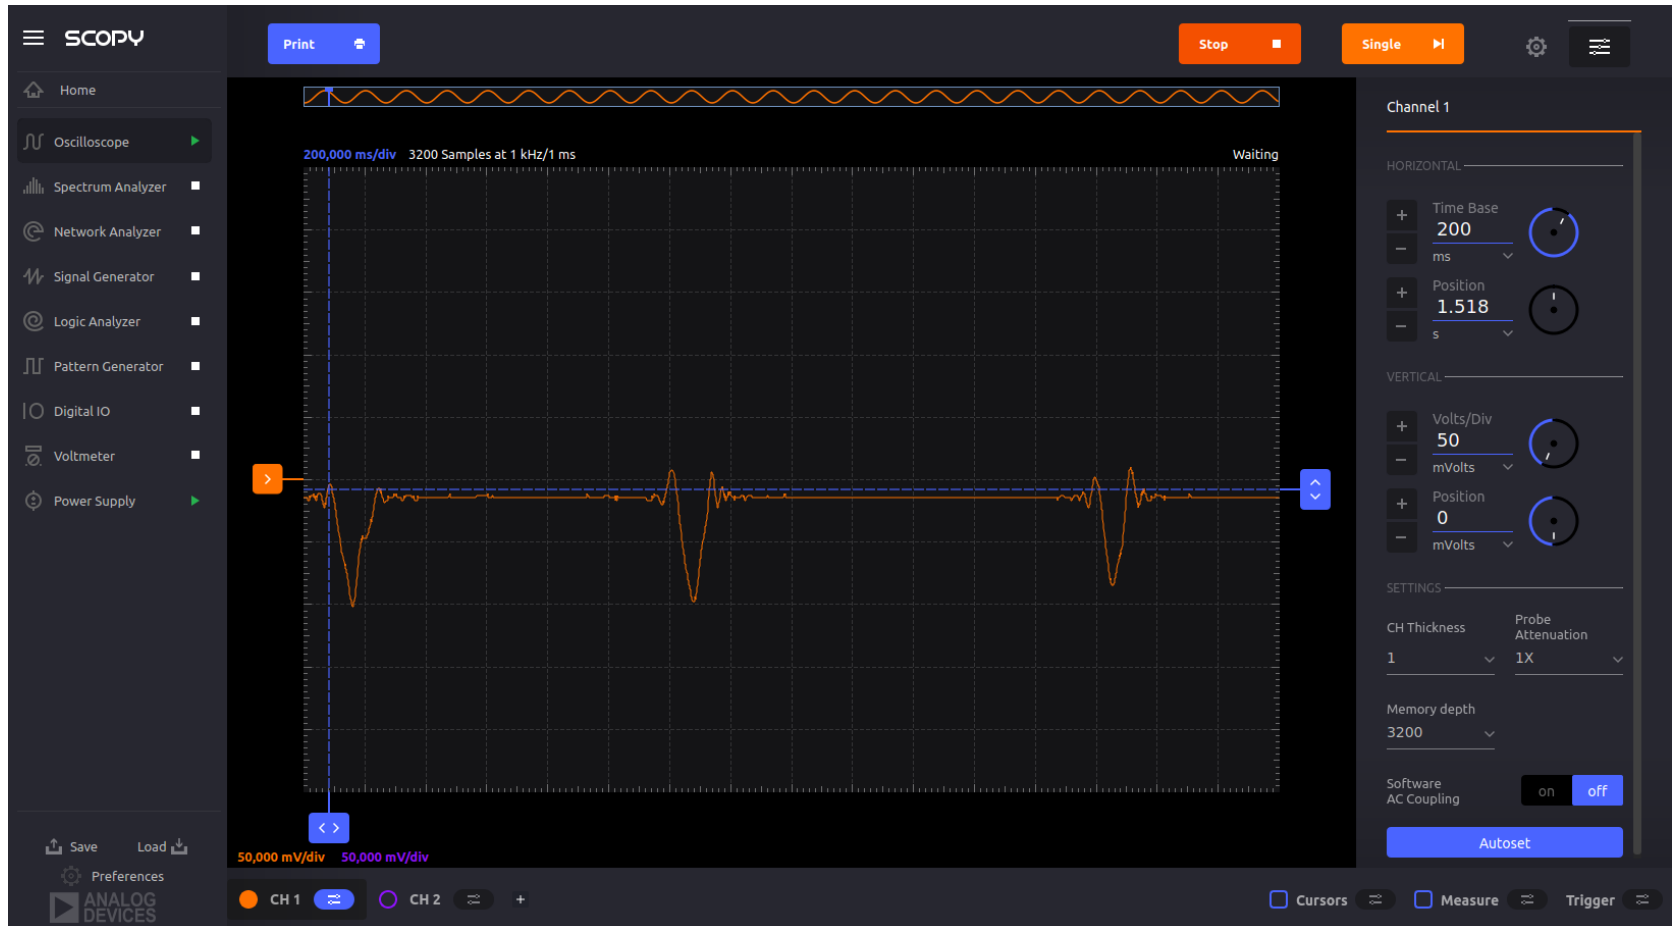 SCOPY
Print
Stop
Single
Home
Oscilloscope
Spectrum Analyzer
Network Analyzer
Signal Generator
Logic Analyzer
Pattern Generator
Digital IO
Voltmeter
Power Supply
Save Load
Preferences
ANALOG
DEVICES
200,000 ms/div 3200 Samples at 1 kHz/1 ms Waiting
50,000 mV/div 50,000 mV/div
CH 1 CH 2 +
Cursors Measure Trigger
Channel 1
HORIZONTAL
+ Time Base
200
− ms
+ Position
1.518
− s
VERTICAL
+ Volts/Div
50
− mVolts
+ Position
0
− mVolts
SETTINGS
CH Thickness
1
Probe
Attenuation
1X
Memory depth
3200
Software
AC Coupling
on off
Autoset